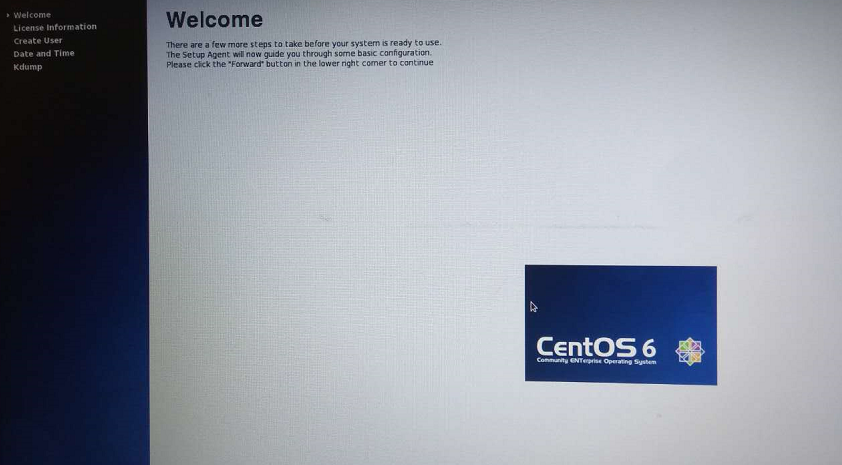 Welcome
License Information
Create User
Date and Time
Kdump
Welcome
There are a few more steps to take before your system is ready to use.
The Setup Agent will now guide you through some basic configuration.
Please click the "Forward" button in the lower right corner to continue
CentOS 6
Community ENTerprise Operating System